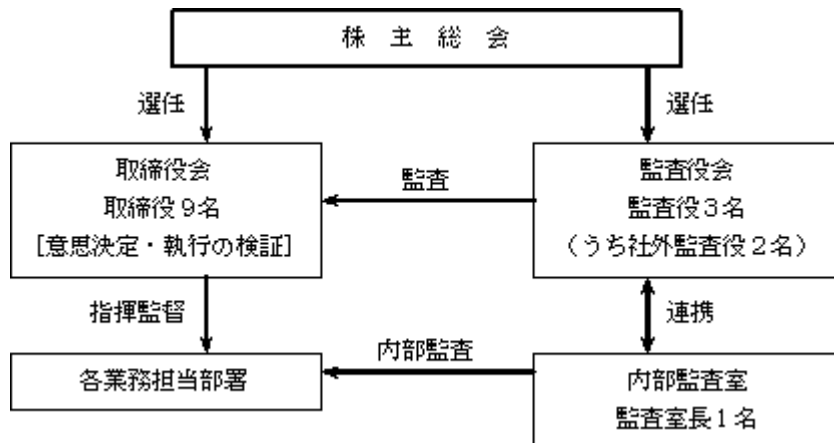 株 主 総 会
選任
選任
取締役会
取締役９名
[意思決定・執行の検証]
監査
監査役会
監査役３名
（うち社外監査役２名）
指揮監督
連携
各業務担当部署
内部監査
内部監査室
監査室長１名